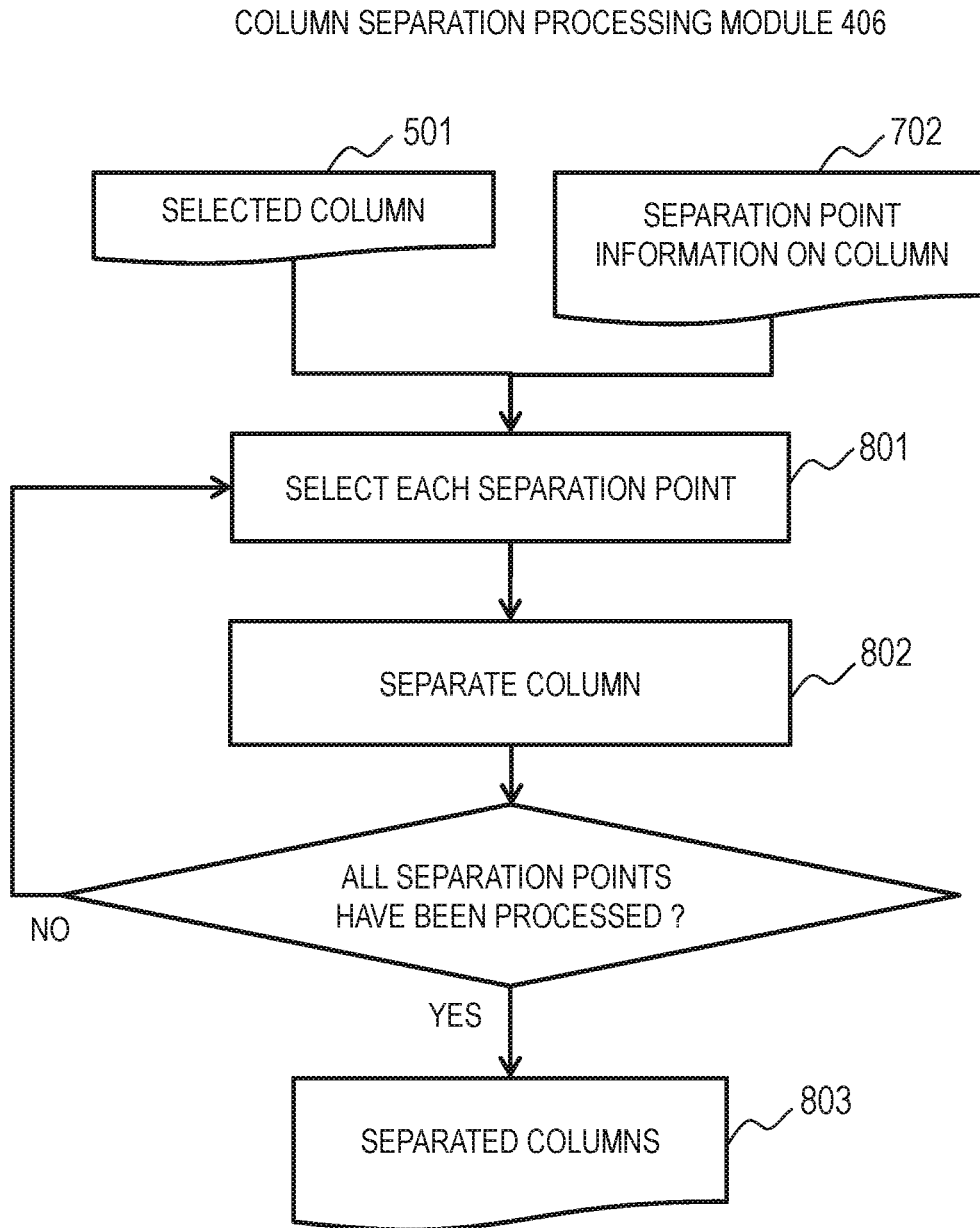 COLUMN SEPARATION PROCESSING MODULE 406
501
702
SELECTED COLUMN
SEPARATION POINT
INFORMATION ON COLUMN
801
SELECT EACH SEPARATION POINT
802
SEPARATE COLUMN
ALL SEPARATION POINTS
HAVE BEEN PROCESSED ?
NO
YES
803
SEPARATED COLUMNS